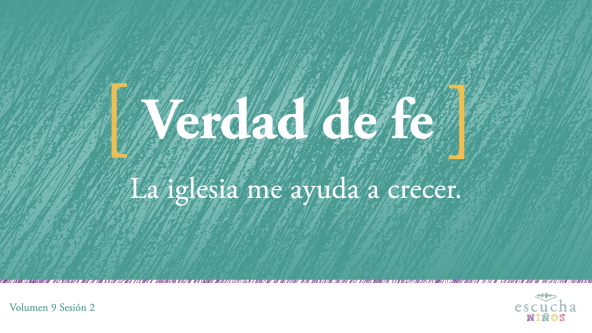 [ Verdad de fe ]
La iglesia me ayuda a crecer.
Volumen 9 Sesión 2
escucha
NIÑOS